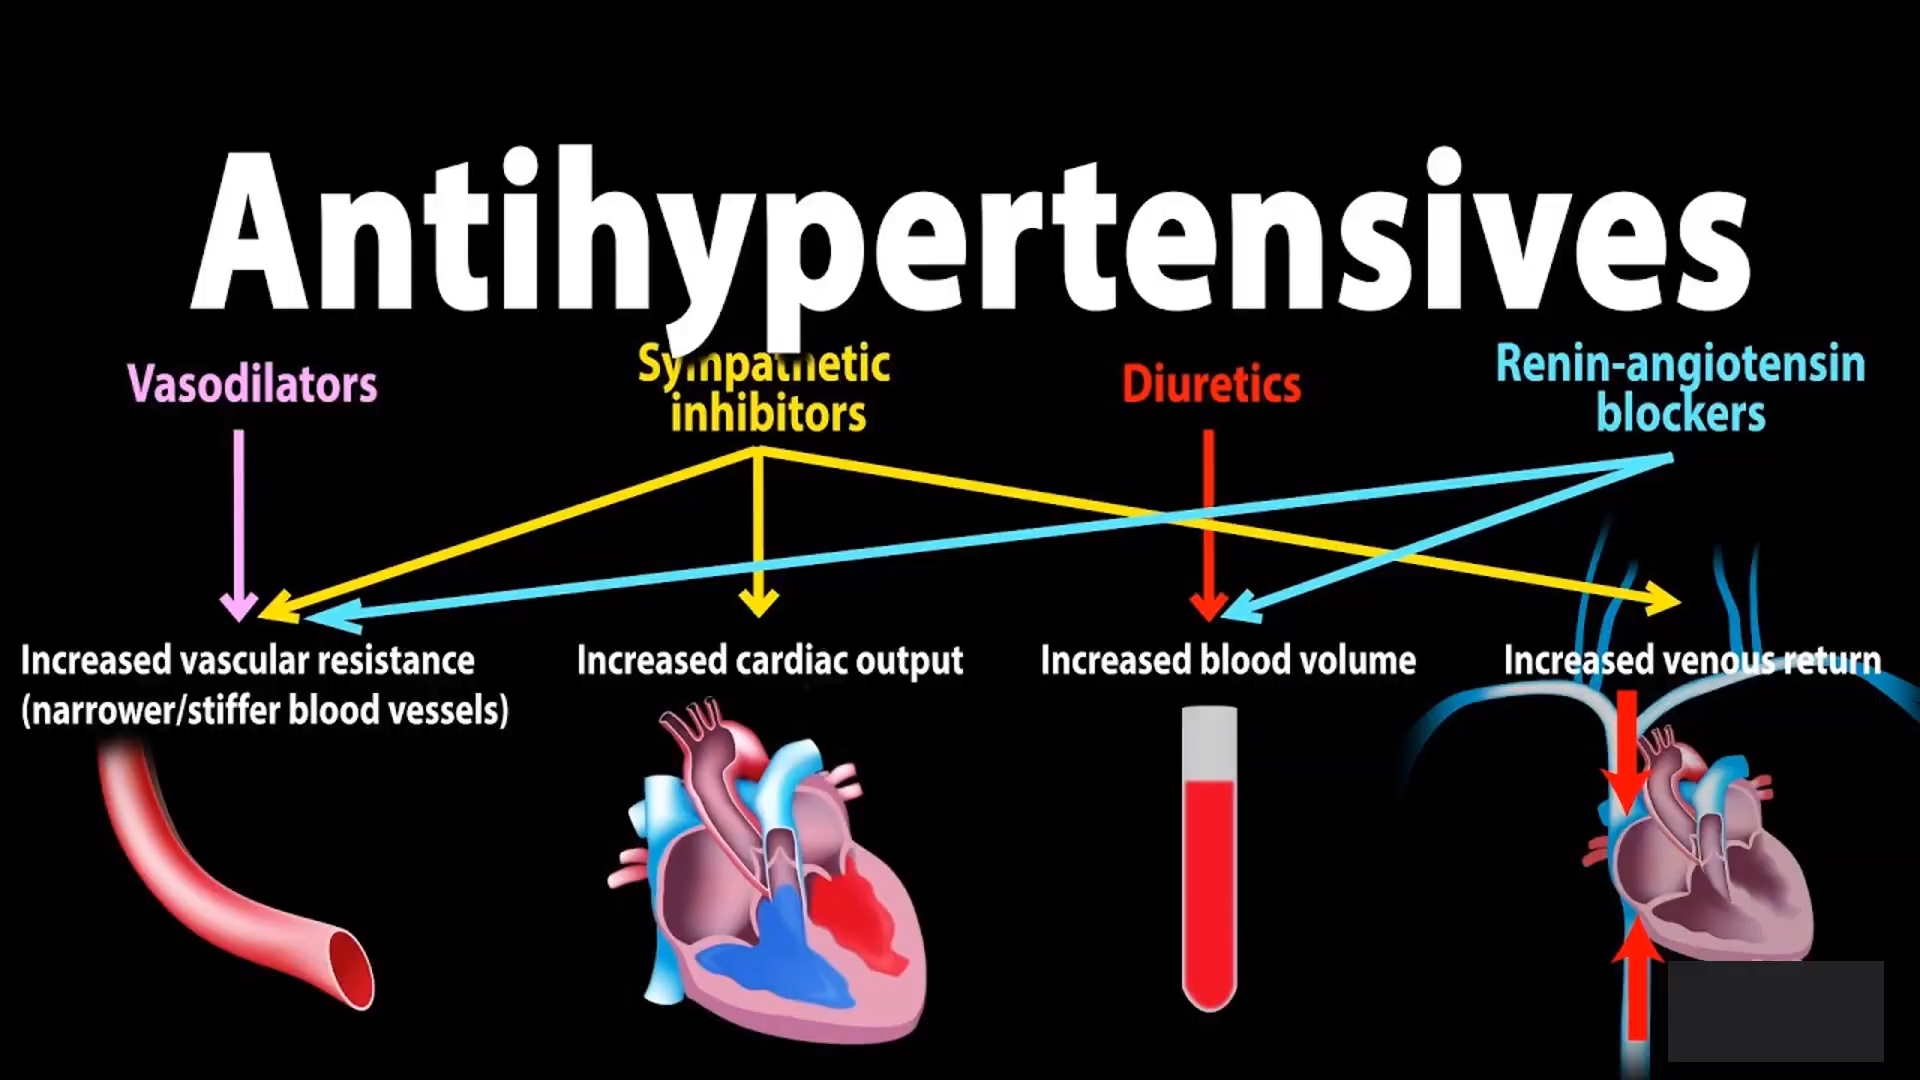 Antihypertensives
Vasodilators
Sympathetic
inhibitors
Diuretics
Renin-angiotensin
blockers
Increased vascular resistance
(narrower/stiffer blood vessels)
Increased cardiac output
Increased blood volume
Increased venous return